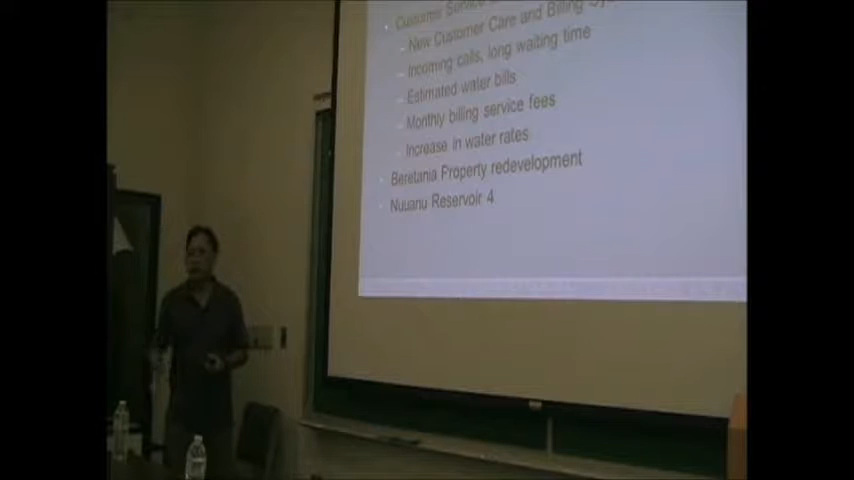 Customer Service
New Customer Care and Billing
Incoming calls, long waiting time
Estimated water bills
Monthly billing service fees
Increase in water rates
Beretania Property redevelopment
Nuuanu Reservoir 4